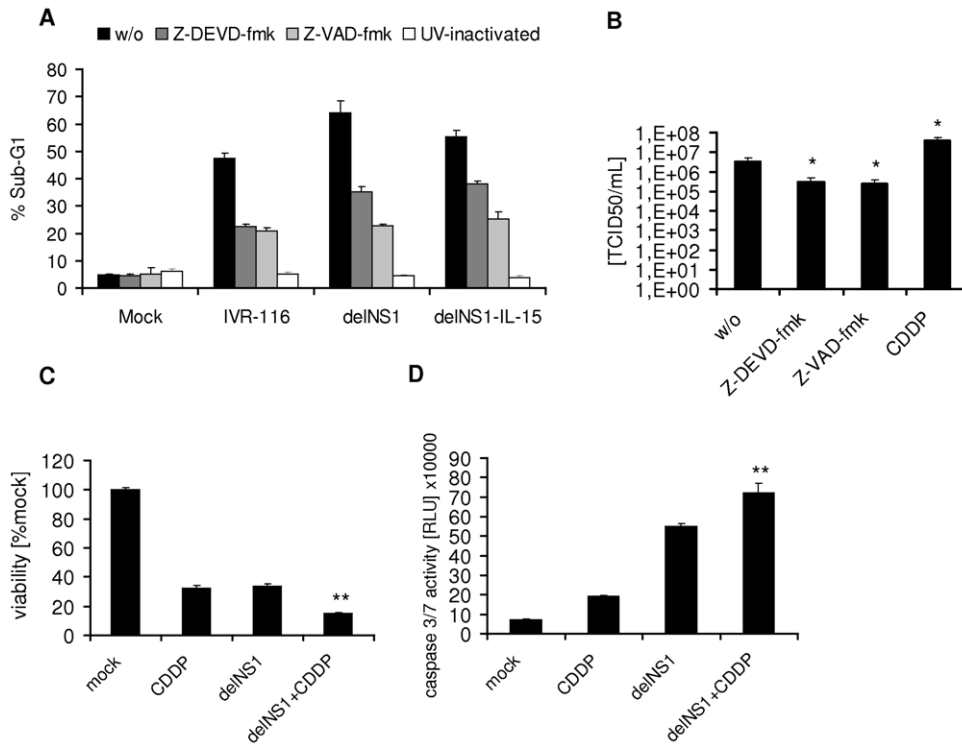 A
w/o Z-DEVD-fmk Z-VAD-fmk UV-inactivated
% Sub-G1
80
70
60
50
40
30
20
10
0
Mock IVR-116 delNS1 delNS1-IL-15
B
[TCID50/mL]
1,E+08
1,E+07
1,E+06
1,E+05
1,E+04
1,E+03
1,E+02
1,E+01
1,E+00
*
*
*
w/o
Z-DEVD-fmk
Z-VAD-fmk
CDDP
C
viability [%mock]
120
100
80
60
40
20
0
**
mock
CDDP
delNS1
delNS1+CDDP
D
caspase 3/7 activity [RLU] x10000
90
80
70
60
50
40
30
20
10
0
**
mock
CDDP
delNS1
delNS1+CDDP